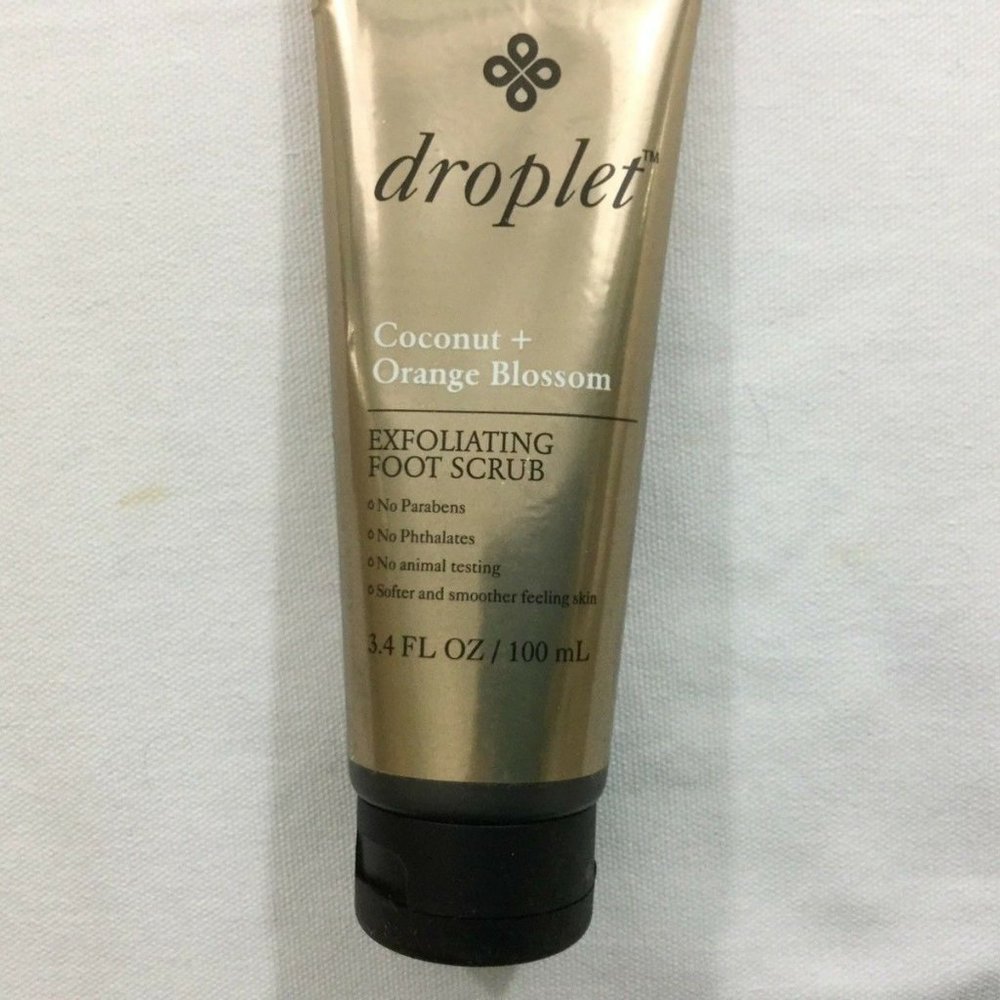 droplet™
Coconut +
Orange Blossom
EXFOLIATING
FOOT SCRUB
No Parabens
No Phthalates
No animal testing
Softer and smoother feeling skin
3.4 FL OZ / 100 mL